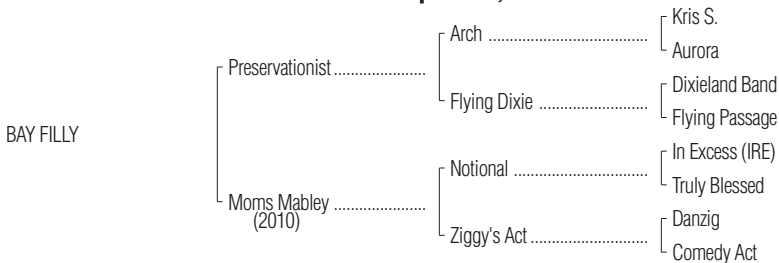 Kris S.
Arch ........................................
Aurora
Preservationist .......................
Dixieland Band
Flying Dixie ...........................
Flying Passage
BAY FILLY
In Excess (IRE)
Notional ..................................
Truly Blessed
Moms Mabley .......................
(2010)
Danzig
Ziggy's Act .............................
Comedy Act